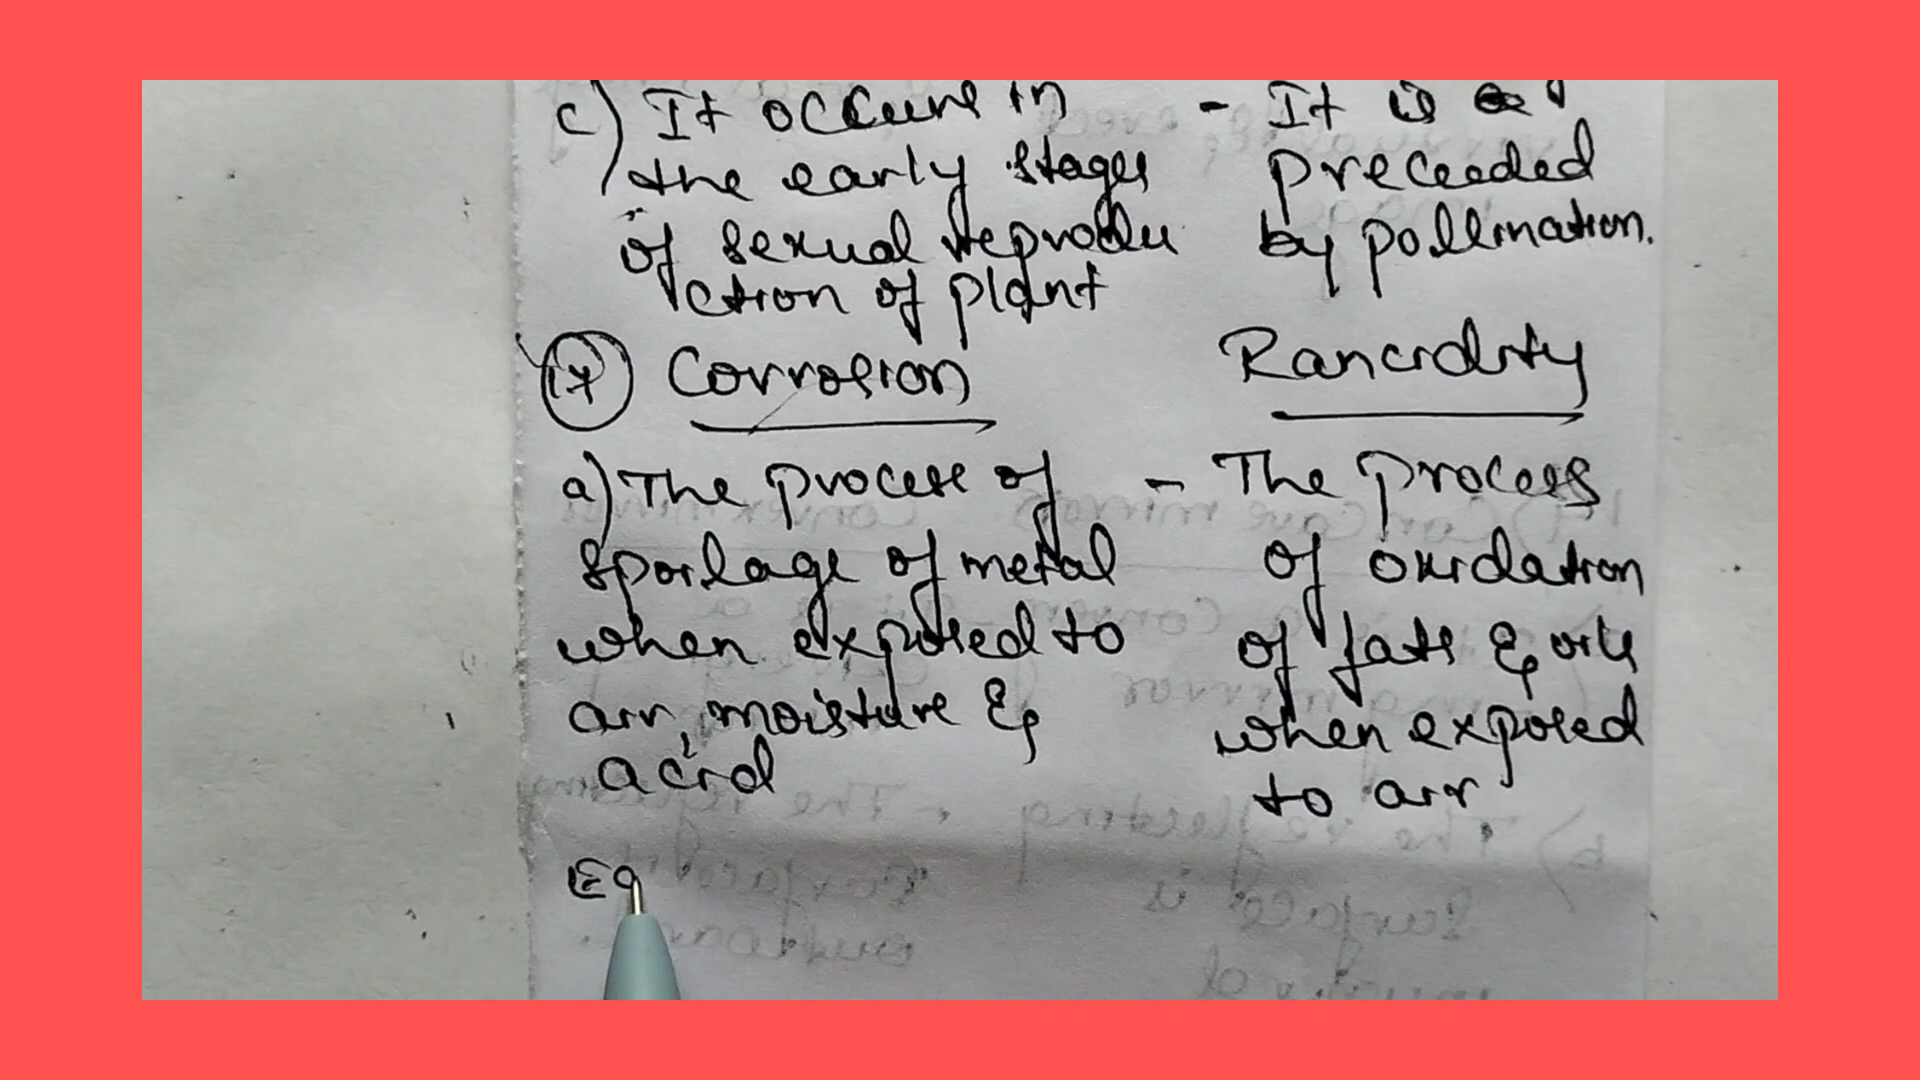 c) It occurs in
the early stages
of sexual reprodu
ction of plant
- It is
preceeded
by pollination.
17 Corrosion
Rancidity
a) The process of
spoilage of metal
when exposed to
air, moisture &
acid
- The process
of oxidation
of fats & oils
when exposed
to air
Eg